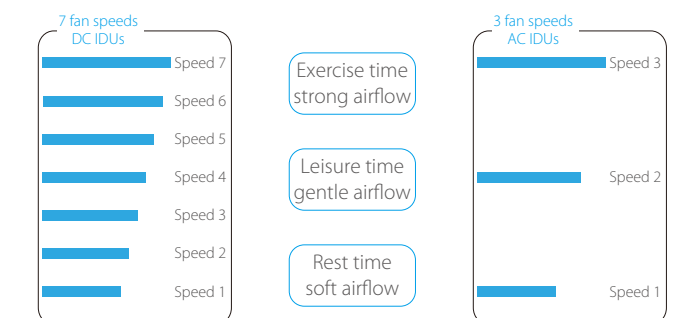 7 fan speeds
DC IDUs
Speed 7
Speed 6
Speed 5
Speed 4
Speed 3
Speed 2
Speed 1
Exercise time
strong airflow
Leisure time
gentle airflow
Rest time
soft airflow
3 fan speeds
AC IDUs
Speed 3
Speed 2
Speed 1